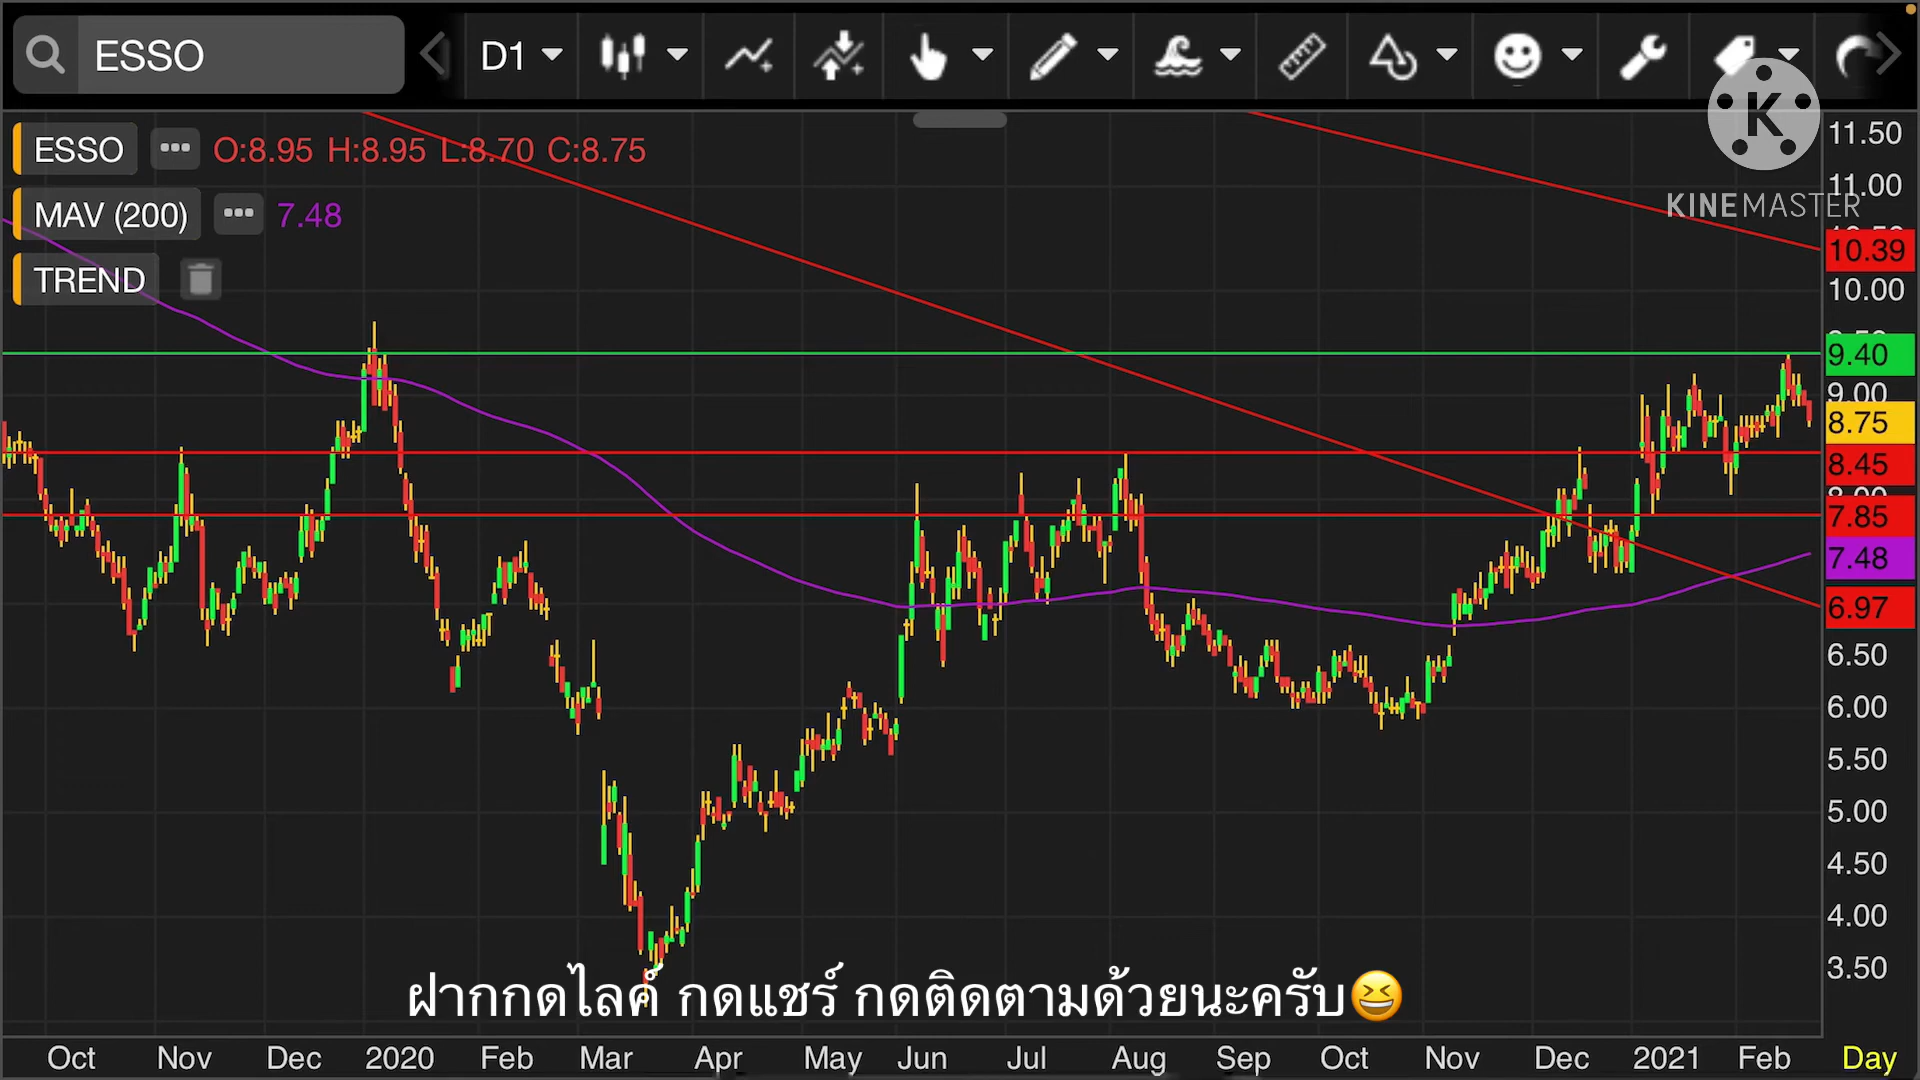 ESSO
D1
ESSO ... O:8.95 H:8.95 L:8.70 C:8.75
MAV (200) ... 7.48
TREND
K
KINEMASTER
11.50
11.00
10.39
10.00
9.40
9.00
8.75
8.45
8.00
7.85
7.48
6.97
6.50
6.00
5.50
5.00
4.50
4.00
3.50
ฝากกดไลค์ กดแชร์ กดติดตามด้วยนะครับ😆
Oct Nov Dec 2020 Feb Mar Apr May Jun Jul Aug Sep Oct Nov Dec 2021 Feb Day